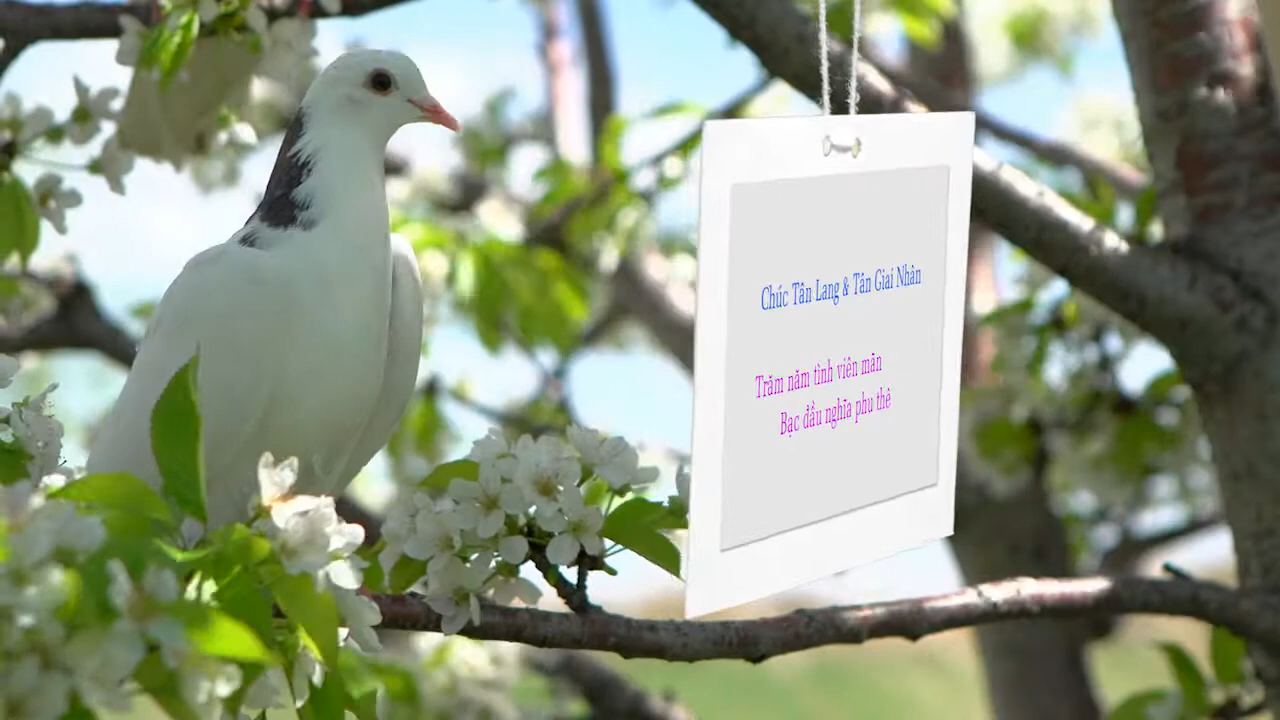 Chúc Tân Lang & Tân Giai Nhân
Trăm năm tình viên mãn
Bạc đầu nghĩa phu thê